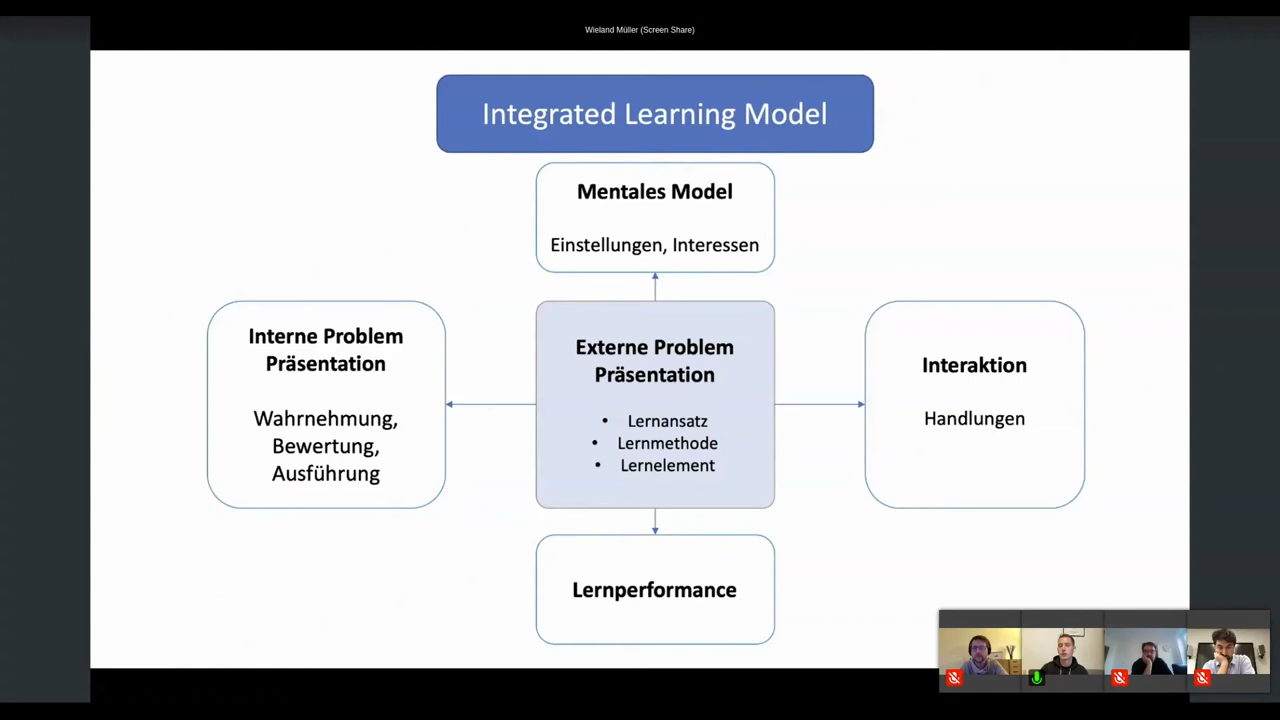 Wieland Müller (Screen Share)
Integrated Learning Model
Mentales Model
Einstellungen, Interessen
Interne Problem
Präsentation
Wahrnehmung,
Bewertung,
Ausführung
Externe Problem
Präsentation
• Lernansatz
• Lernmethode
• Lernelement
Interaktion
Handlungen
Lernperformance